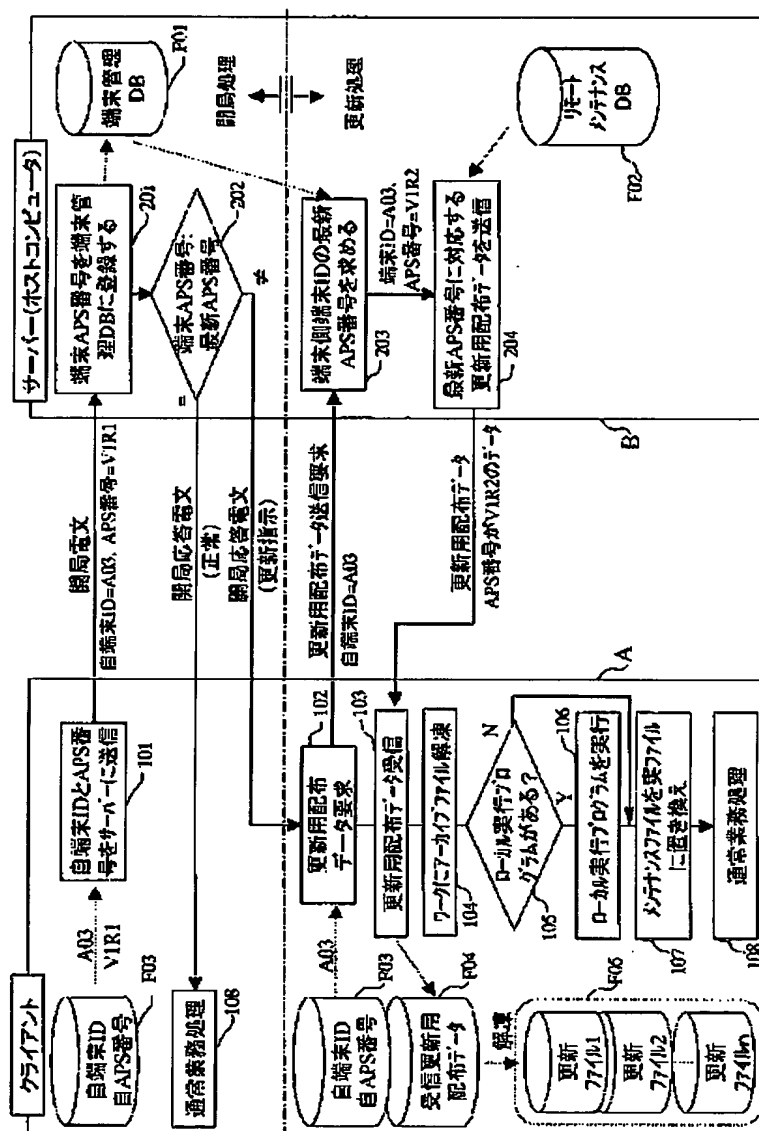 クライアント
サーバー(ホストコンピュータ)
自端末ID
自APS番号
F03
A03
V1R1
自端末IDとAPS番
号をサーバーに送信
101
開局電文
自端末ID=A03, APS番号=V1R1
端末APS番号を端末管
理DBに登録する
201
端末管理
DB
F01
端末APS番号:
最新APS番号
202
=
≠
開局処理
更新処理
通常業務処理
108
開局応答電文
(正常)
開局応答電文
(更新指示)
自端末ID
自APS番号
F03
A03
更新用配布
データ要求
102
更新用配布データ送信要求
自端末ID=A03
端末側端末IDの最新
APS番号を求める
203
端末ID=A03,
APS番号=V1R2
受信更新用
配布データ
F04
更新用配布データ受信
103
更新用配布データ
APS番号がV1R2のデータ
最新APS番号に対応する
更新用配布データを送信
204
リモート
メンテナンス
DB
F02
ワークにアーカイブファイル解凍
104
解凍
F05
更新
ファイル1
更新
ファイル2
更新
ファイルn
ローカル実行プロ
グラムがある?
105
N
Y
ローカル実行プログラムを実行
106
メンテナンスファイルを実ファイル
に置き換え
107
通常業務処理
108
A
B